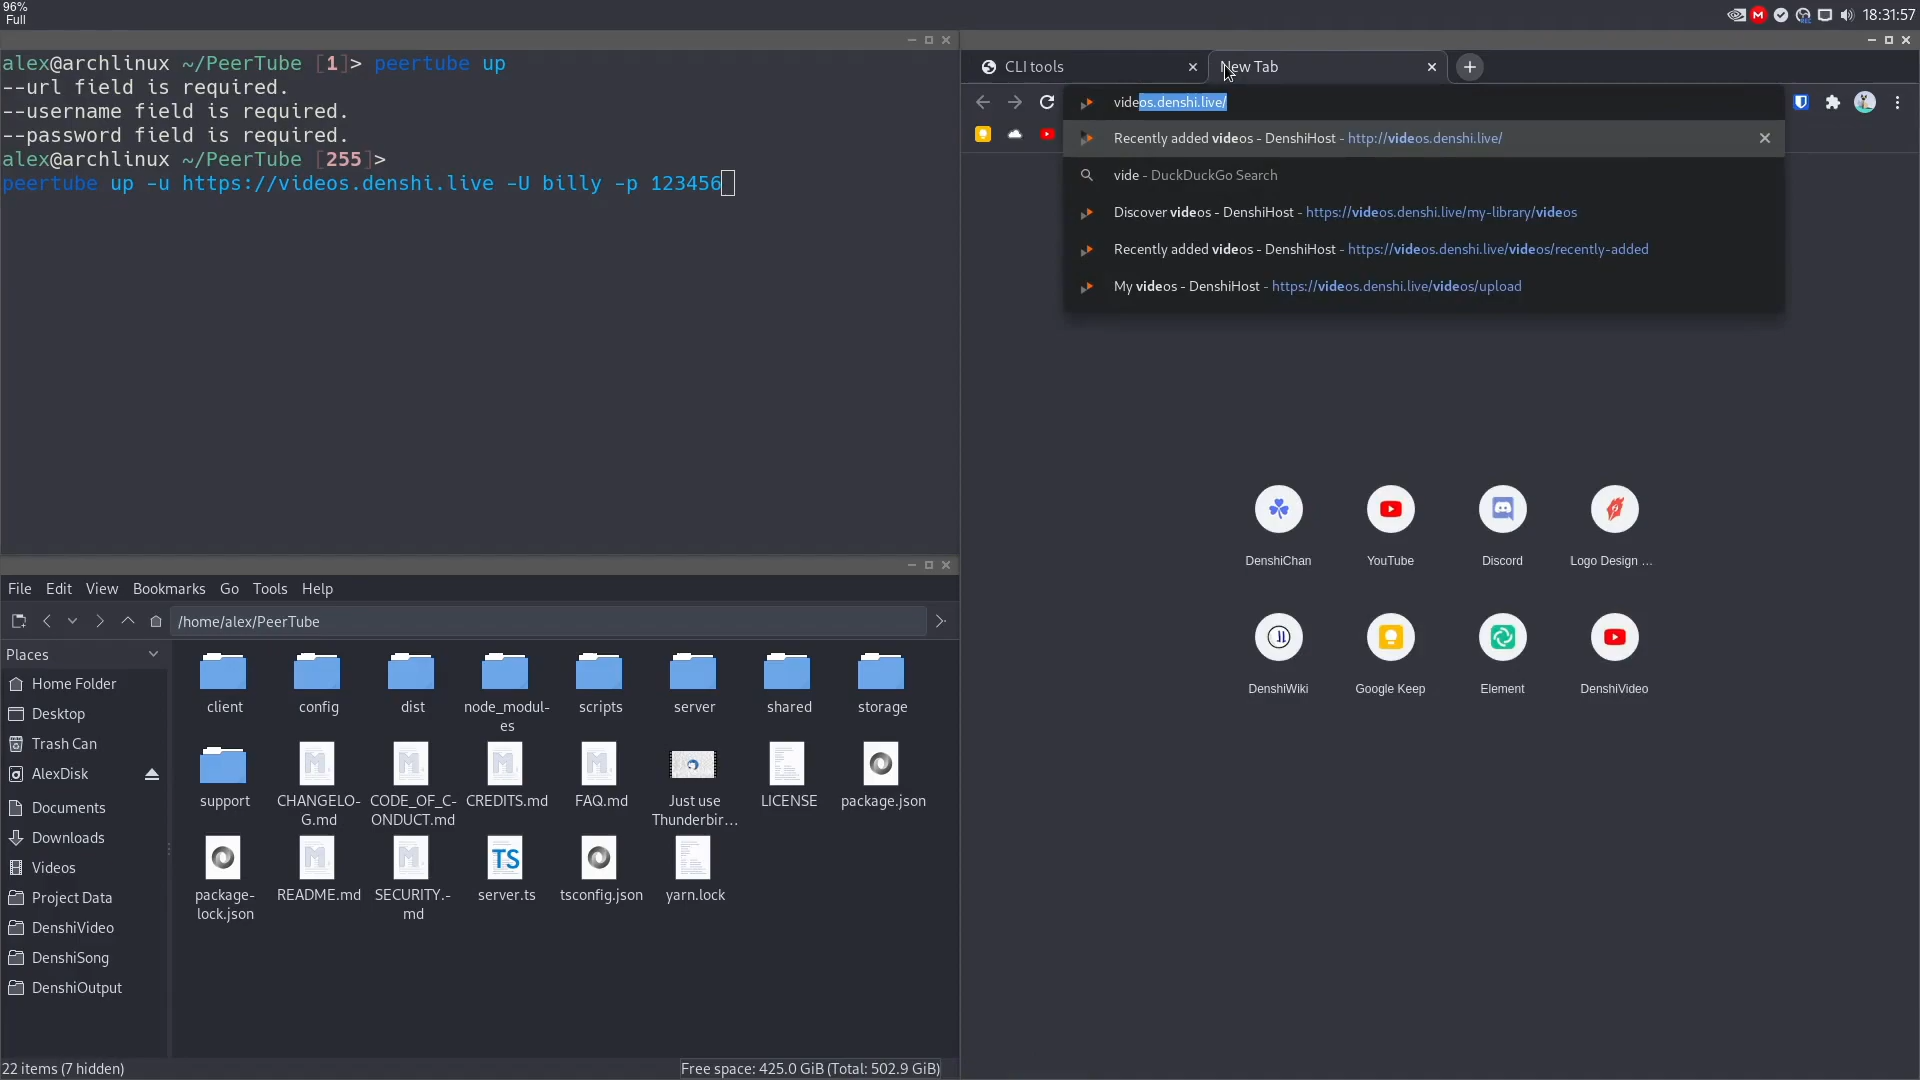 96%
Full
18:31:57
alex@archlinux ~/PeerTube [1]> peertube up
--url field is required.
--username field is required.
--password field is required.
alex@archlinux ~/PeerTube [255]>
peertube up -u https://videos.denshi.live -U billy -p 123456
CLI tools
New Tab
videos.denshi.live/
Recently added videos - DenshiHost - http://videos.denshi.live/
vide - DuckDuckGo Search
Discover videos - DenshiHost - https://videos.denshi.live/my-library/videos
Recently added videos - DenshiHost - https://videos.denshi.live/videos/recently-added
My videos - DenshiHost - https://videos.denshi.live/videos/upload
DenshiChan YouTube Discord Logo Design ...
DenshiWiki Google Keep Element DenshiVideo
File Edit View Bookmarks Go Tools Help
/home/alex/PeerTube
Places
Home Folder
Desktop
Trash Can
AlexDisk
Documents
Downloads
Videos
Project Data
DenshiVideo
DenshiSong
DenshiOutput
client config dist node_modul-
es scripts server shared storage
support CHANGELO-
G.md CODE_OF_C-
ONDUCT.md CREDITS.md FAQ.md Just use
Thunderbir... LICENSE package.json
package-
lock.json README.md SECURITY.-
md TS server.ts tsconfig.json yarn.lock
22 items (7 hidden)
Free space: 425.0 GiB (Total: 502.9 GiB)